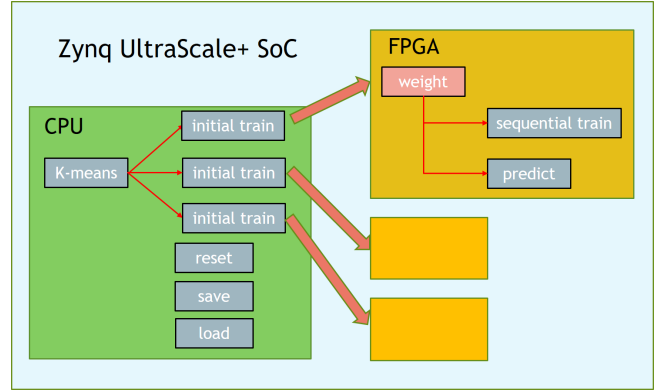 Zynq UltraScale+ SoC
FPGA
weight
sequential train
predict
CPU
K-means
initial train
initial train
initial train
reset
save
load